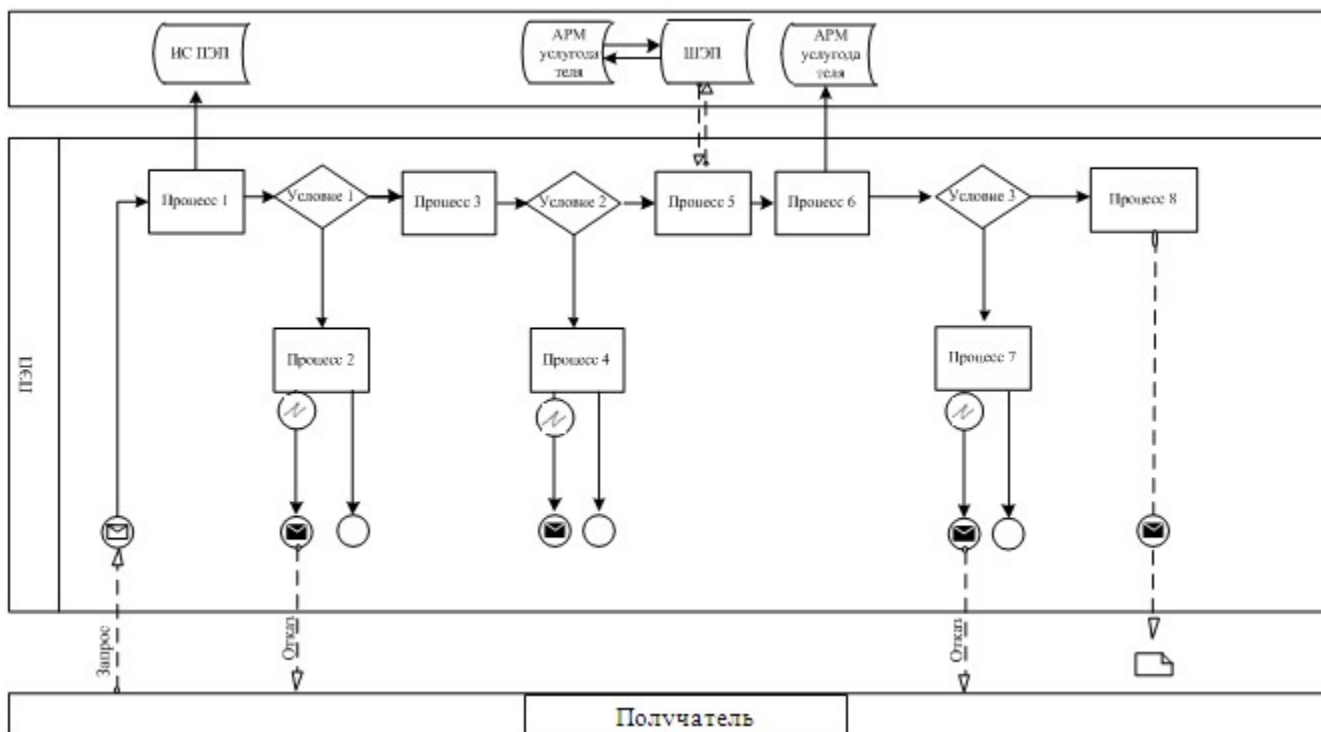 ИС ПЭП
АРМ
услугода
теля
ШЭП
АРМ
услугода
теля
ПЭП
Процесс 1
Условие 1
Процесс 3
Условие 2
Процесс 5
Процесс 6
Условие 3
Процесс 8
Процесс 2
Процесс 4
Процесс 7
Запрос
Отказ
Отказ
Получатель